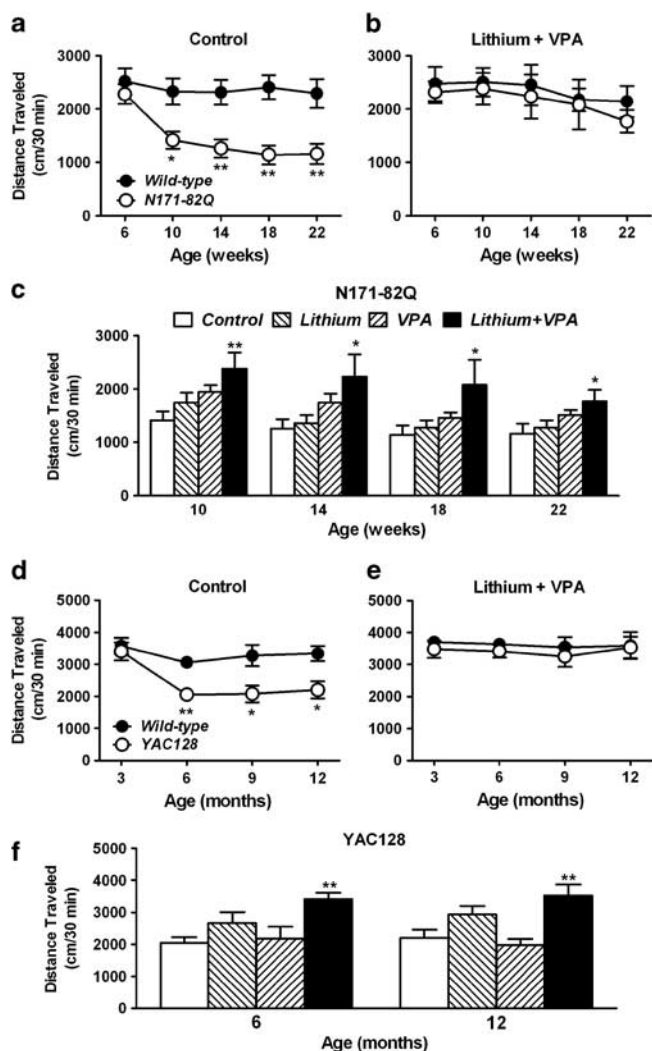 a
Control
3000
2000
1000
0
Distance Traveled
(cm/30 min)
* ** ** **
Wild-type
N171-82Q
6 10 14 18 22
Age (weeks)
b
Lithium + VPA
3000
2000
1000
0
6 10 14 18 22
Age (weeks)
c
N171-82Q
Control Lithium VPA Lithium+VPA
3000
2000
1000
0
Distance Traveled
(cm/30 min)
** * * *
10 14 18 22
Age (weeks)
d
Control
5000
4000
3000
2000
1000
0
Distance Traveled
(cm/30 min)
** * *
Wild-type
YAC128
3 6 9 12
Age (months)
e
Lithium + VPA
5000
4000
3000
2000
1000
0
3 6 9 12
Age (months)
f
YAC128
5000
4000
3000
2000
1000
0
Distance Traveled
(cm/30 min)
** **
6 12
Age (months)